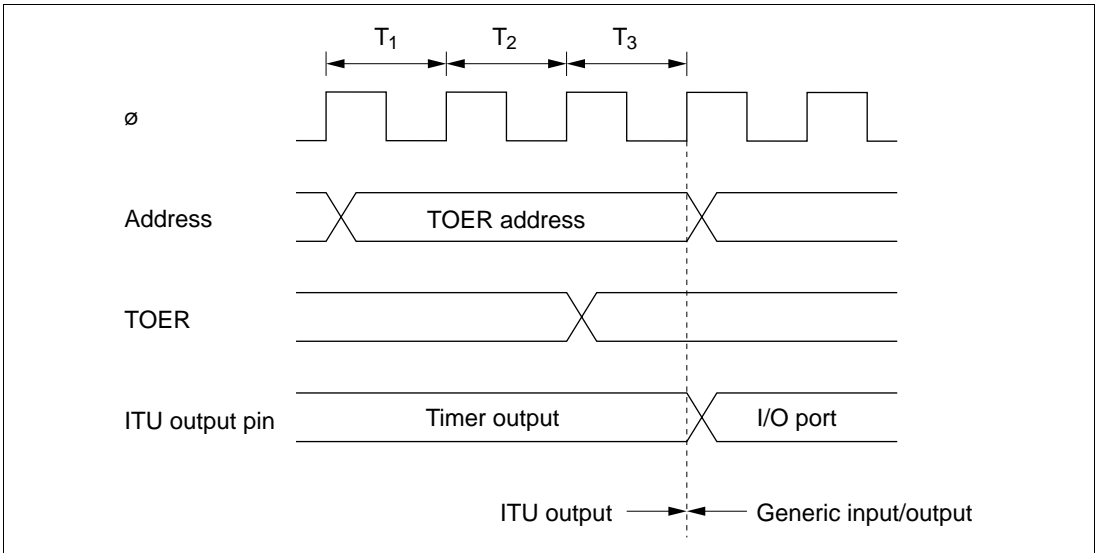 T₁ T₂ T₃
ø
Address TOER address
TOER
ITU output pin Timer output I/O port
ITU output Generic input/output